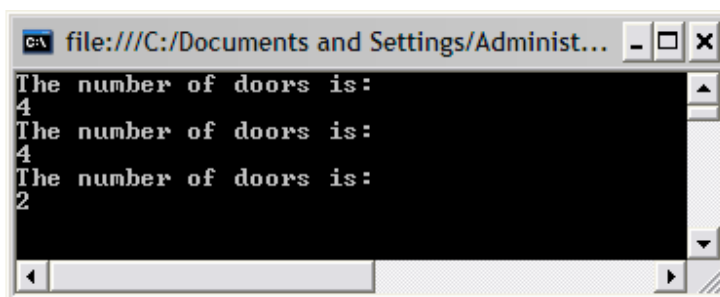 file:///C:/Documents and Settings/Administ...
The number of doors is:
4
The number of doors is:
4
The number of doors is:
2